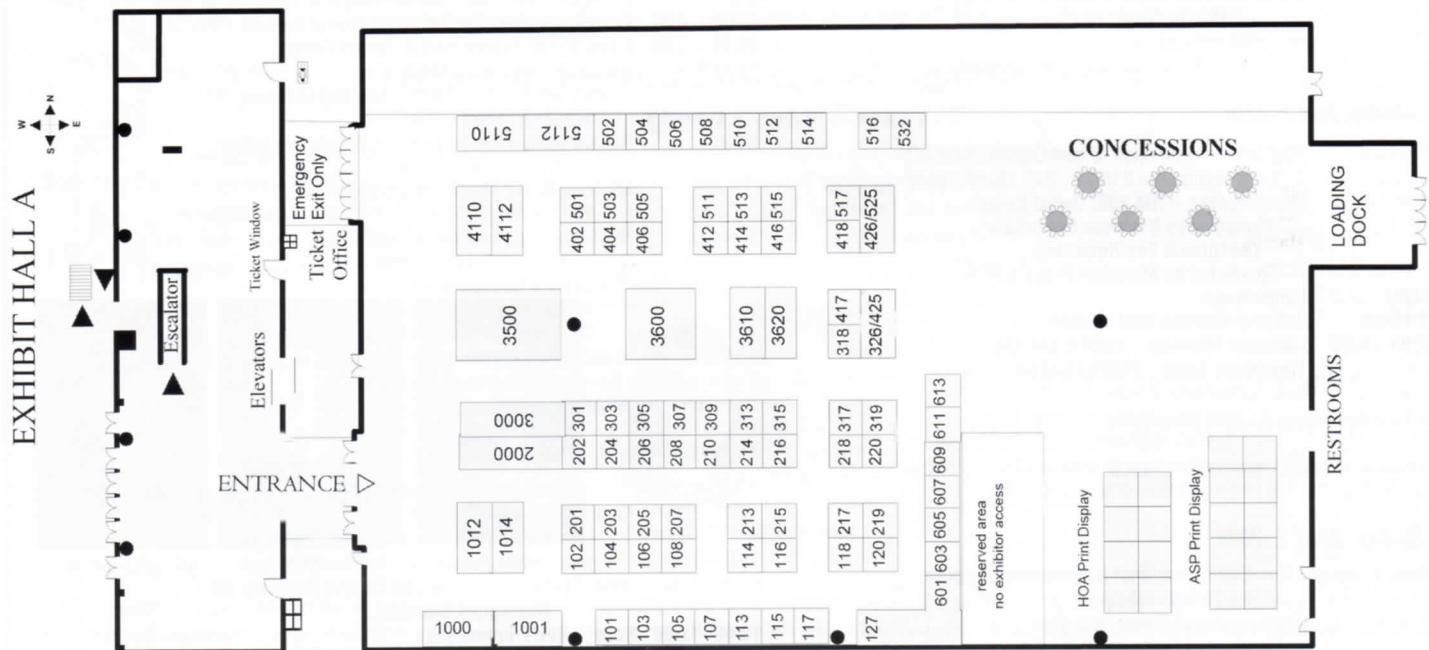 EXHIBIT HALL A
W
N
S
E
Escalator
Elevators
Ticket Window
Ticket
Office
Emergency
Exit Only
ENTRANCE
5110
5112
502
504
506
508
510
512
514
516
532
4110
4112
402 501
404 503
406 505
412 511
414 513
416 515
418 517
426/525
3500
3600
3610
3620
318 417
326/425
3000
2000
202 301
204 303
206 305
208 307
210 309
214 313
216 315
218 317
220 319
1012
1014
102 201
104 203
106 205
108 207
114 213
116 215
118 217
120 219
601 603 605 607 609 611 613
1000
1001
101
103
105
107
113
115
117
127
reserved area
no exhibitor access
HOA Print Display
ASP Print Display
CONCESSIONS
LOADING
DOCK
RESTROOMS